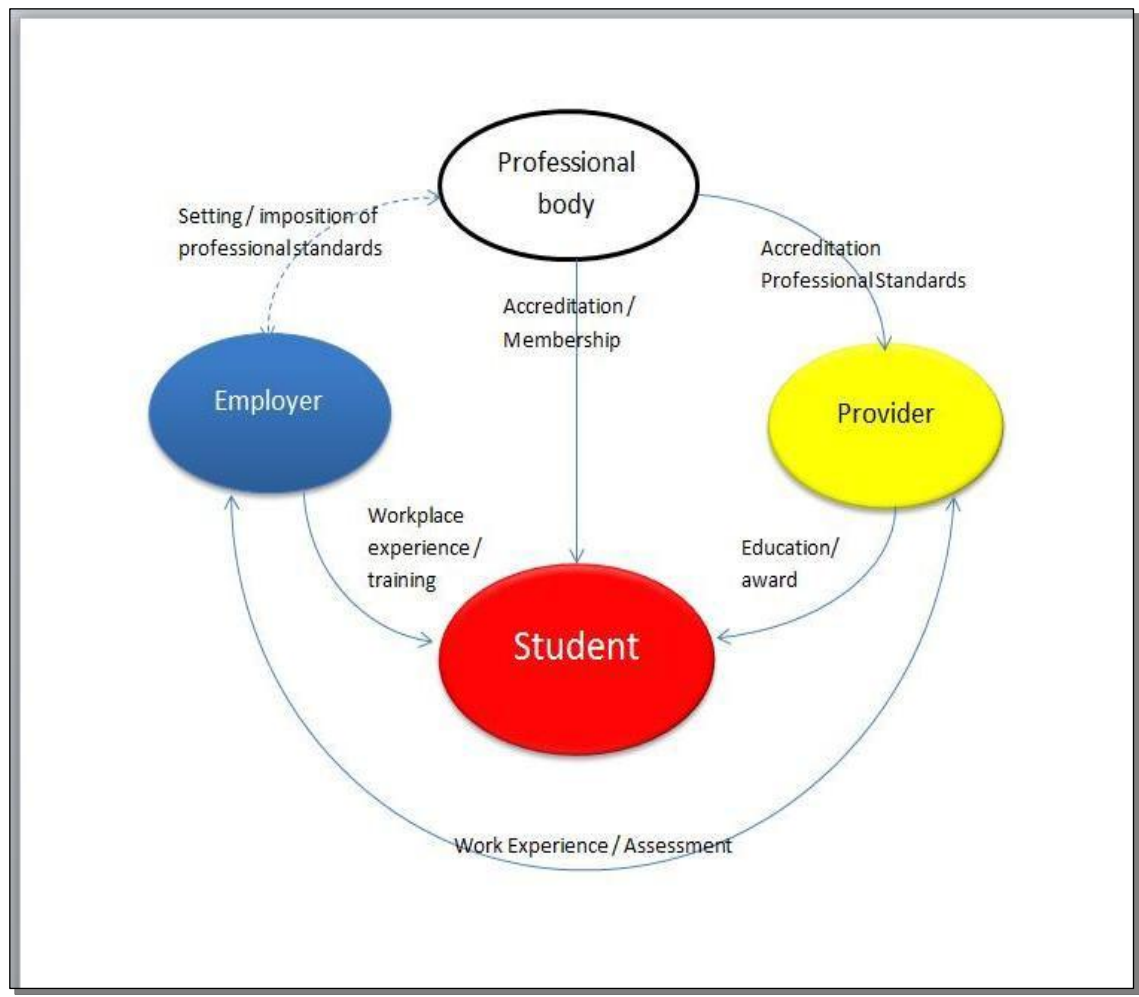 Professional
body
Setting / imposition of
professional standards
Accreditation
Professional Standards
Accreditation /
Membership
Employer
Provider
Workplace
experience /
training
Education/
award
Student
Work Experience / Assessment